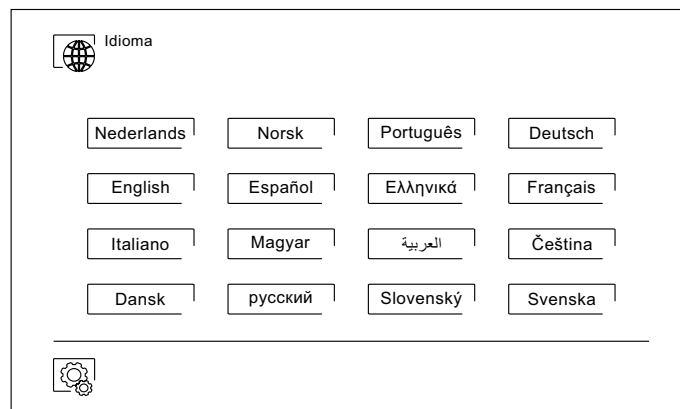 Idioma
Nederlands Norsk Português Deutsch
English Español Ελληνικά Français
Italiano Magyar العربية Čeština
Dansk русский Slovenský Svenska